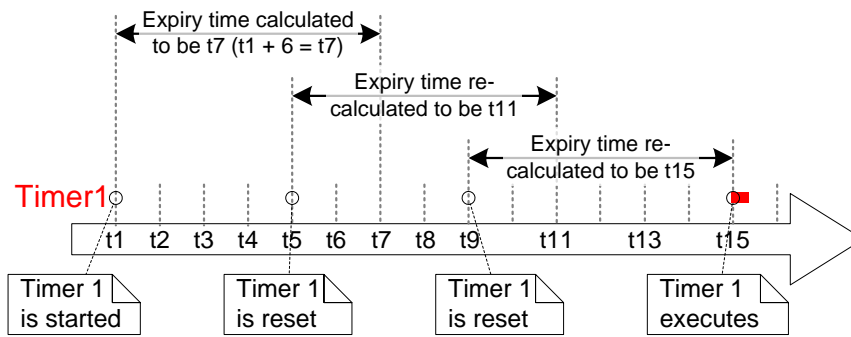 Expiry time calculated
to be t7 (t1 + 6 = t7)
Expiry time re-
calculated to be t11
Expiry time re-
calculated to be t15
Timer1
t1 t2 t3 t4 t5 t6 t7 t8 t9 t11 t13 t15
Timer 1
is started
Timer 1
is reset
Timer 1
is reset
Timer 1
executes